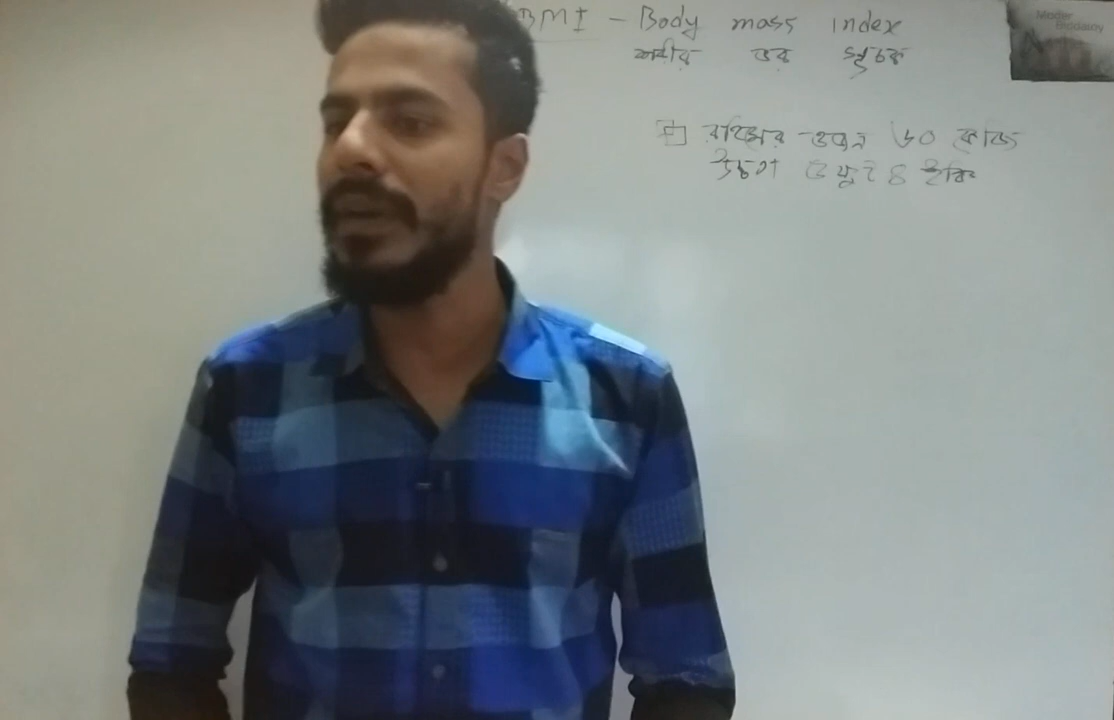 BMI - Body mass index
শরীর ভর সূচক
রহিমের ওজন ৬০ কেজি
উচ্চতা ৫ ফুট ৪ ইঞ্চি